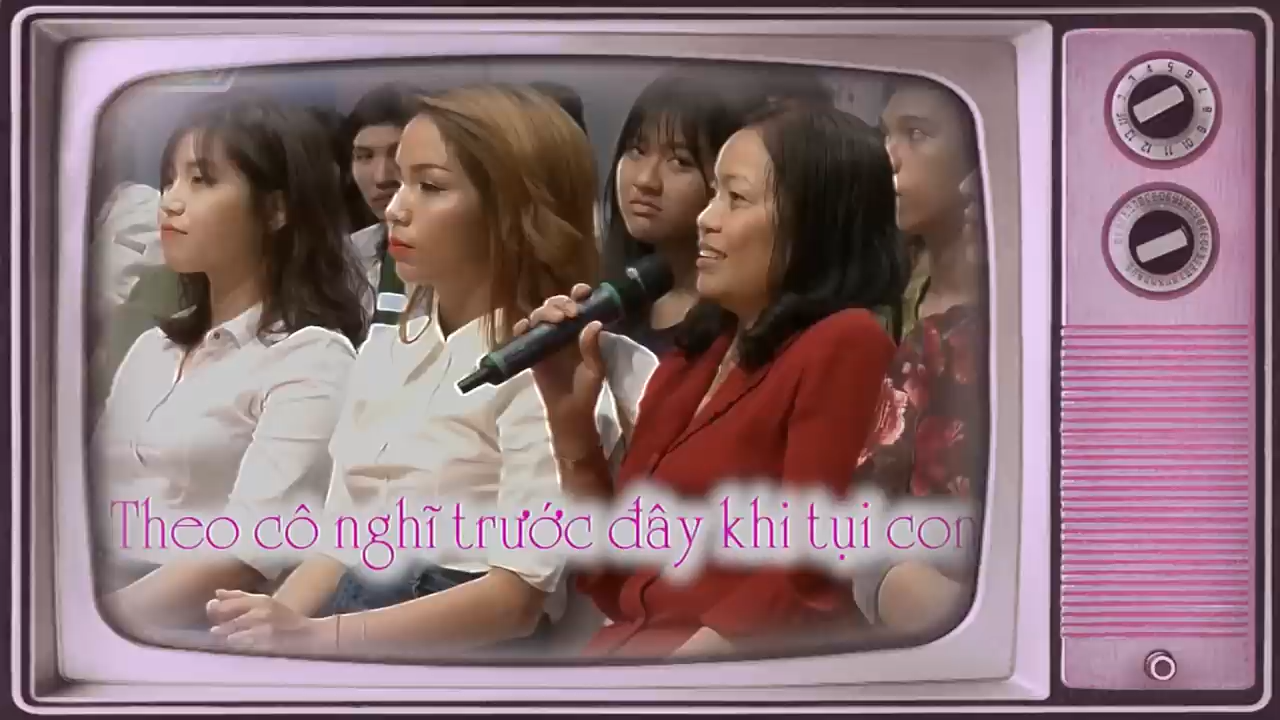 Theo cô nghĩ trước đây khi tụi con